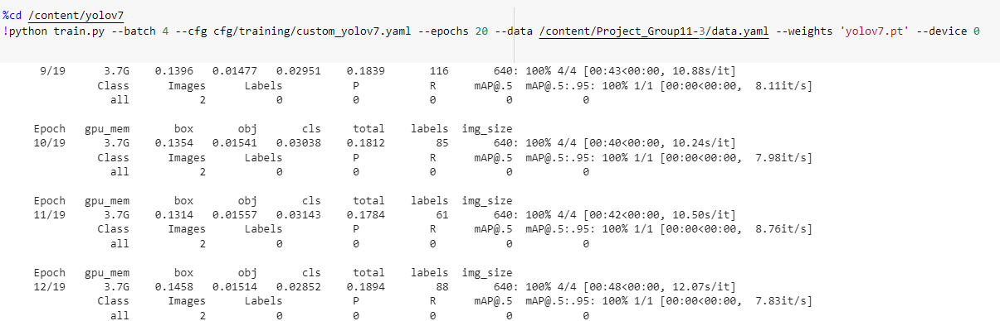 %cd /content/yolov7
!python train.py --batch 4 --cfg cfg/training/custom_yolov7.yaml --epochs 20 --data /content/Project_Group11-3/data.yaml --weights 'yolov7.pt' --device 0
9/19 3.7G 0.1396 0.01477 0.02951 0.1839 116 640: 100% 4/4 [00:43<00:00, 10.88s/it]
Class Images Labels P R mAP@.5 mAP@.5:.95: 100% 1/1 [00:00<00:00, 8.11it/s]
all 2 0 0 0 0 0
Epoch gpu_mem box obj cls total labels img_size
10/19 3.7G 0.1354 0.01541 0.03038 0.1812 85 640: 100% 4/4 [00:40<00:00, 10.24s/it]
Class Images Labels P R mAP@.5 mAP@.5:.95: 100% 1/1 [00:00<00:00, 7.98it/s]
all 2 0 0 0 0 0
Epoch gpu_mem box obj cls total labels img_size
11/19 3.7G 0.1314 0.01557 0.03143 0.1784 61 640: 100% 4/4 [00:42<00:00, 10.50s/it]
Class Images Labels P R mAP@.5 mAP@.5:.95: 100% 1/1 [00:00<00:00, 8.76it/s]
all 2 0 0 0 0 0
Epoch gpu_mem box obj cls total labels img_size
12/19 3.7G 0.1458 0.01514 0.02852 0.1894 88 640: 100% 4/4 [00:48<00:00, 12.07s/it]
Class Images Labels P R mAP@.5 mAP@.5:.95: 100% 1/1 [00:00<00:00, 7.83it/s]
all 2 0 0 0 0 0